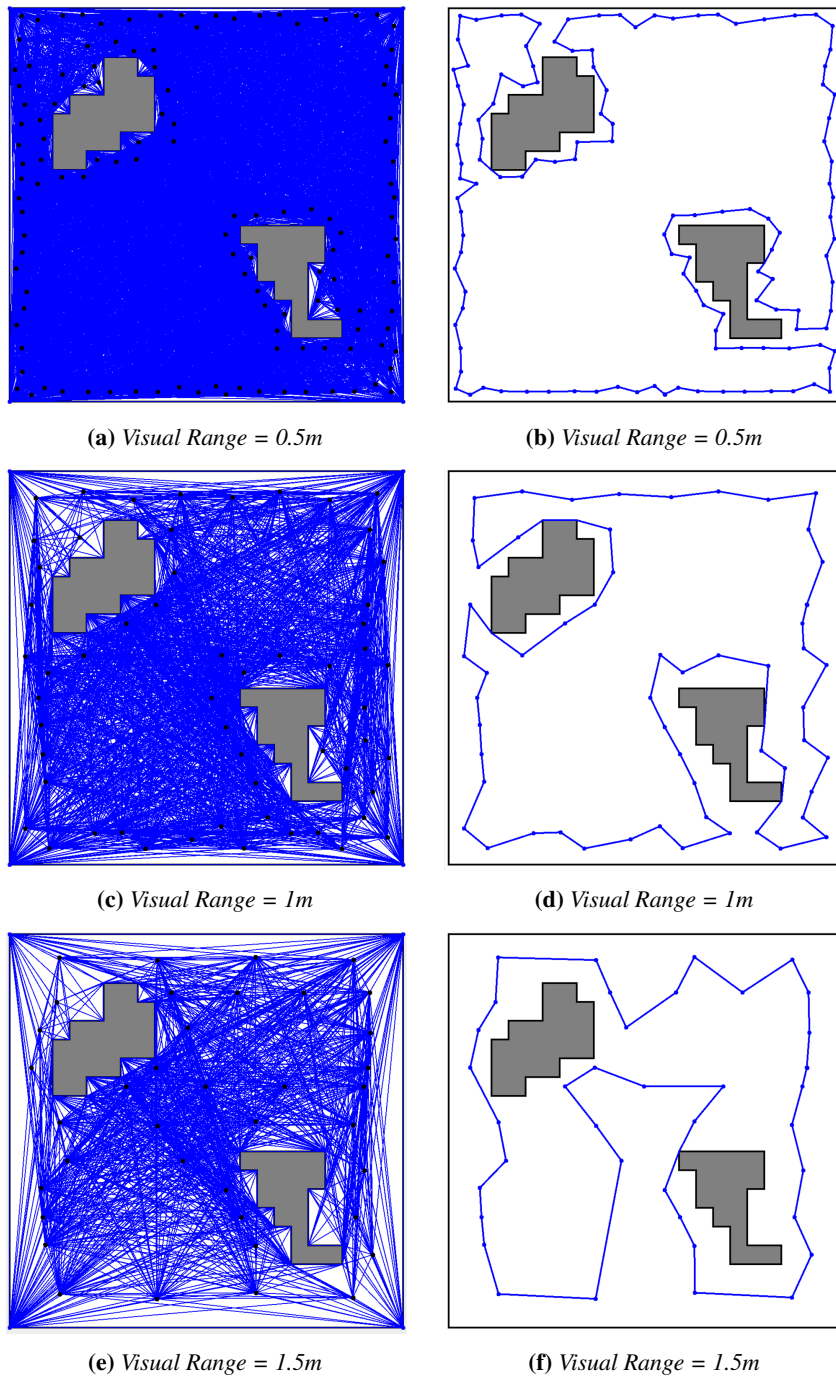 (a) Visual Range = 0.5m
(b) Visual Range = 0.5m
(c) Visual Range = 1m
(d) Visual Range = 1m
(e) Visual Range = 1.5m
(f) Visual Range = 1.5m